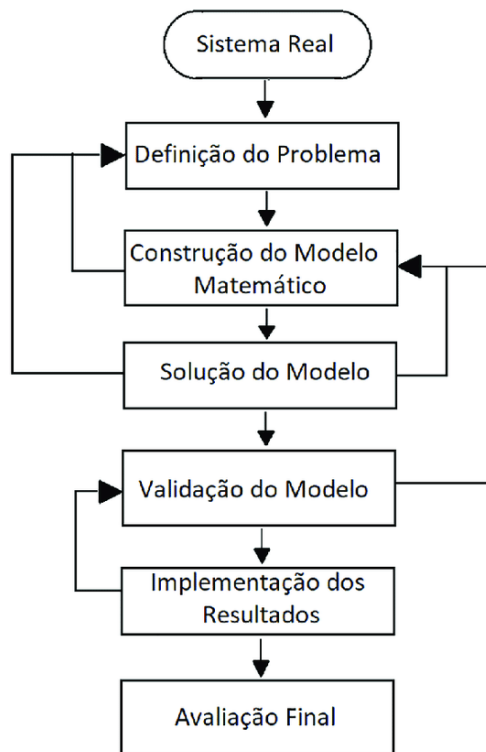 Sistema Real
Definição do Problema
Construção do Modelo
Matemático
Solução do Modelo
Validação do Modelo
Implementação dos
Resultados
Avaliação Final